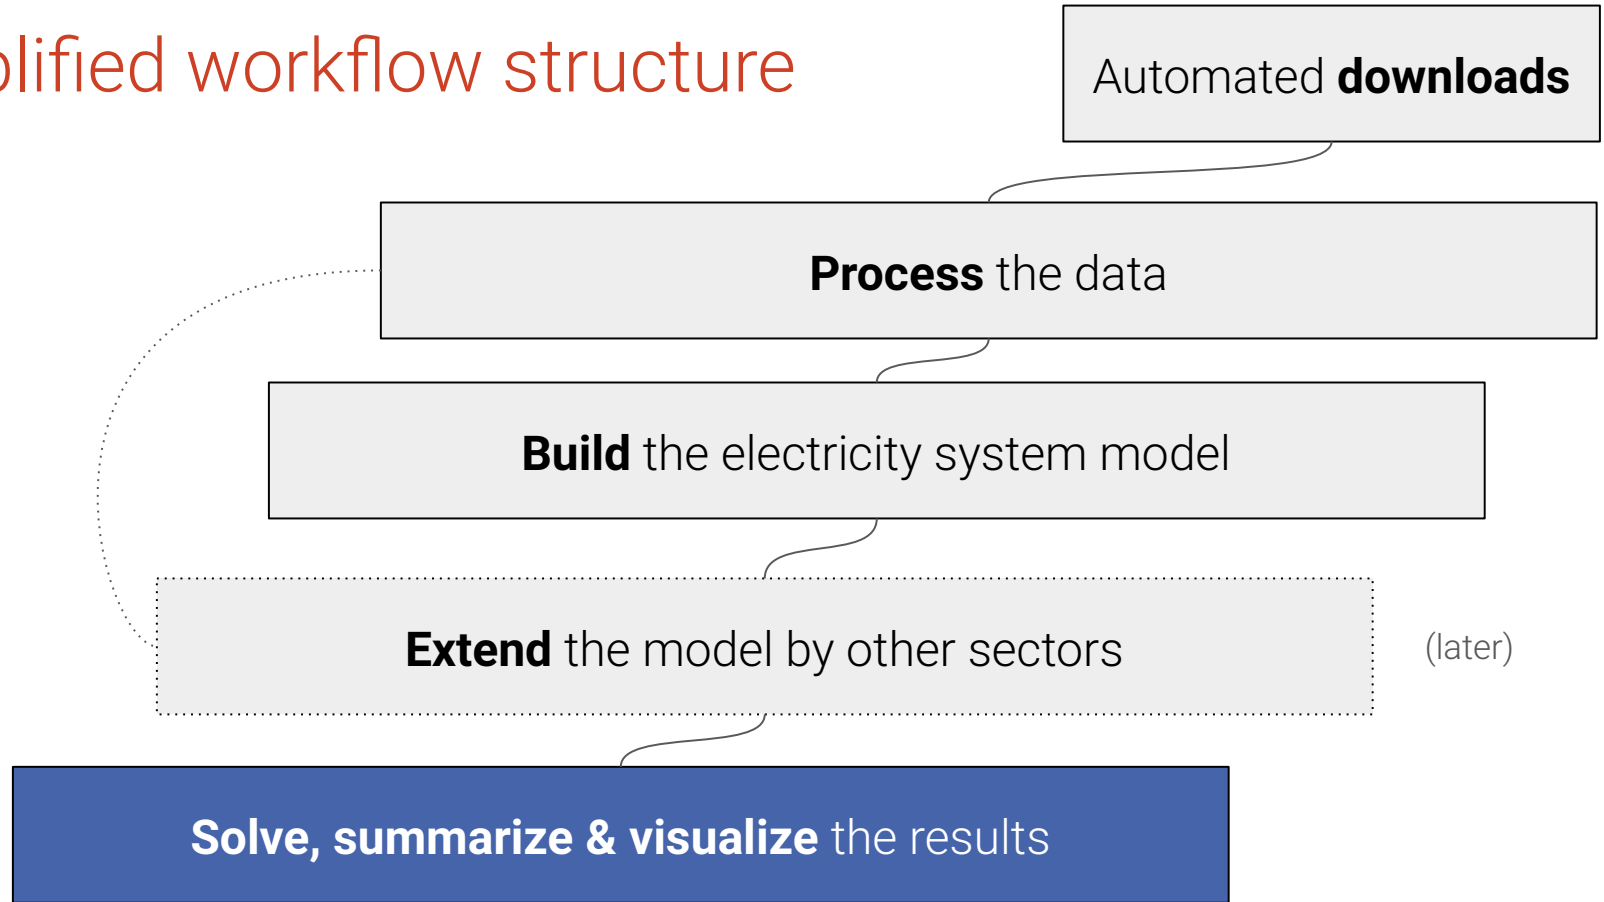 plified workflow structure
Automated downloads
Process the data
Build the electricity system model
Extend the model by other sectors
(later)
Solve, summarize & visualize the results